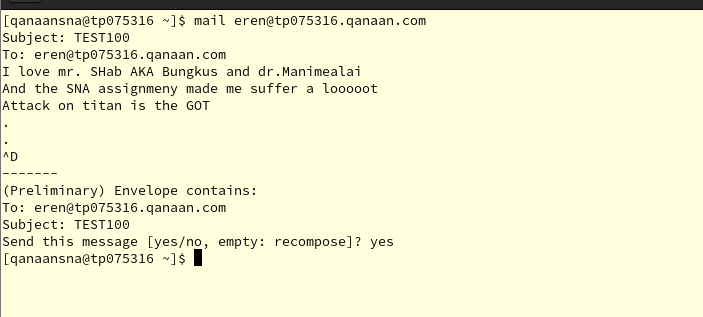 [qanaansna@tp075316 ~]$ mail eren@tp075316.qanaan.com
Subject: TEST100
To: eren@tp075316.qanaan.com
I love mr. SHab AKA Bungkus and dr.Manimealai
And the SNA assignmeny made me suffer a looooot
Attack on titan is the GOT
.
.
^D
-------
(Preliminary) Envelope contains:
To: eren@tp075316.qanaan.com
Subject: TEST100
Send this message [yes/no, empty: recompose]? yes
[qanaansna@tp075316 ~]$